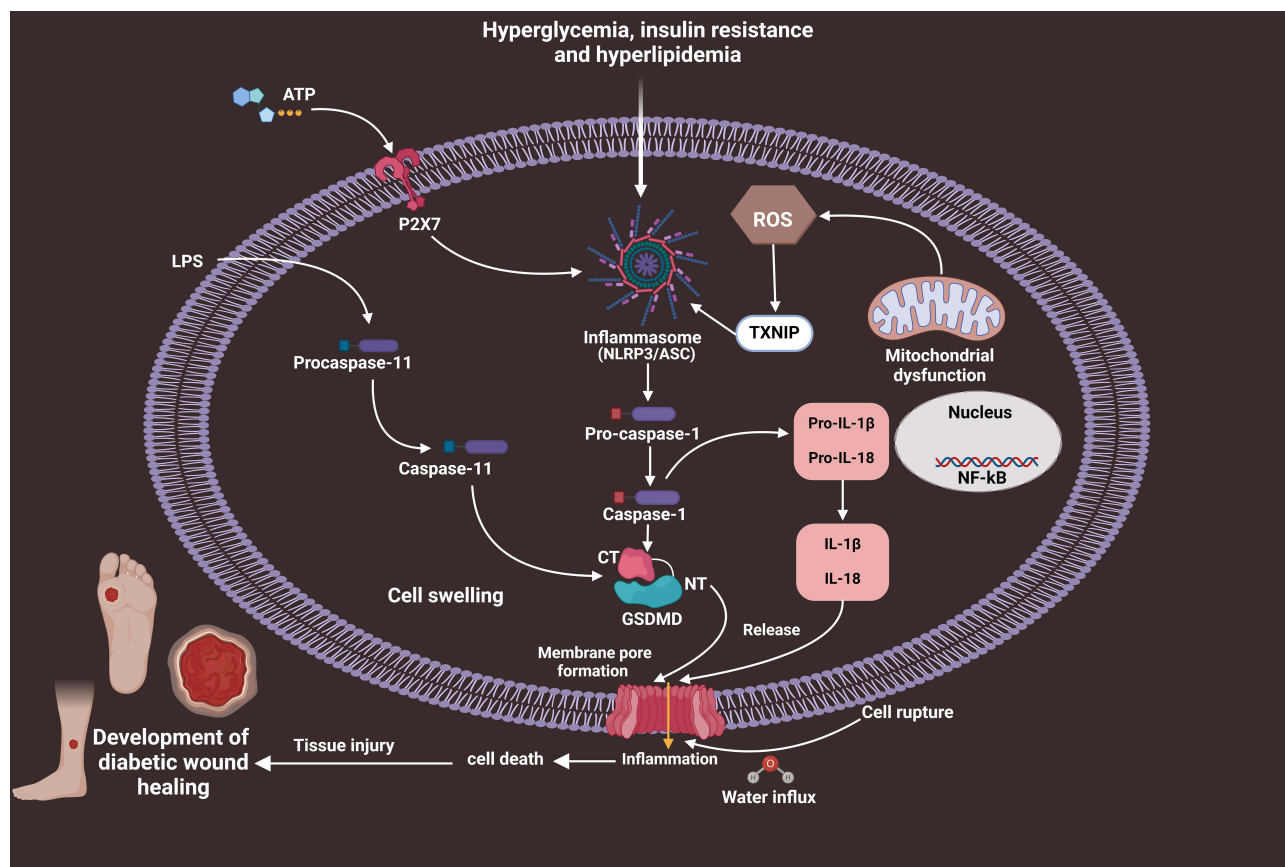 Hyperglycemia, insulin resistance
and hyperlipidemia
ATP
P2X7
LPS
ROS
TXNIP
Inflammasome
(NLRP3/ASC)
Mitochondrial
dysfunction
Procaspase-11
Pro-caspase-1
Caspase-11
Caspase-1
Pro-IL-1β
Pro-IL-18
Nucleus
NF-kB
IL-1β
IL-18
CT
NT
GSDMD
Cell swelling
Release
Membrane pore
formation
Cell rupture
Inflammation
cell death
Tissue injury
Development of
diabetic wound
healing
H
O
H
Water influx